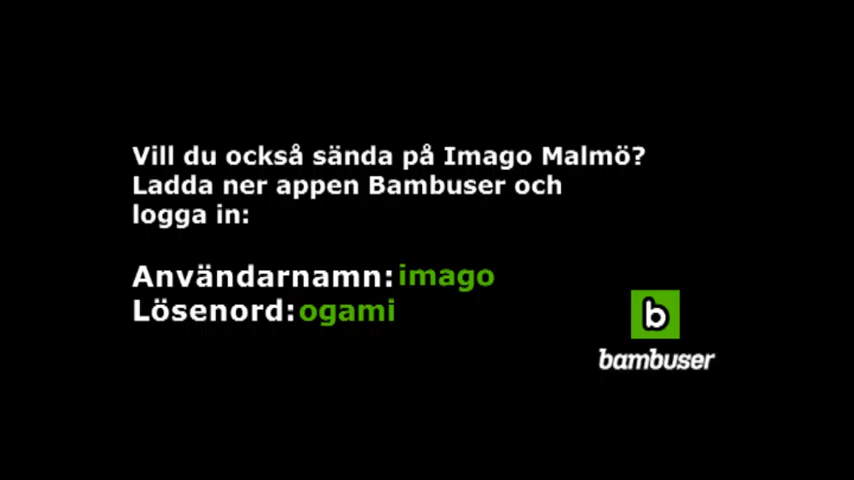 Vill du också sända på Imago Malmö?
Ladda ner appen Bambuser och
logga in:
Användarnamn: imago
Lösenord: ogami
b
bambuser